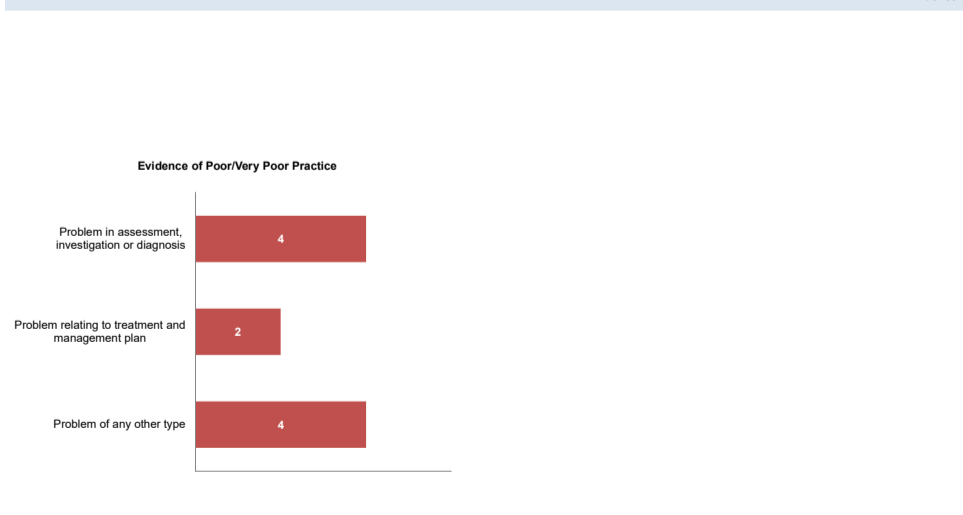 Evidence of Poor/Very Poor Practice
Problem in assessment,
investigation or diagnosis
4
Problem relating to treatment and
management plan
2
Problem of any other type
4